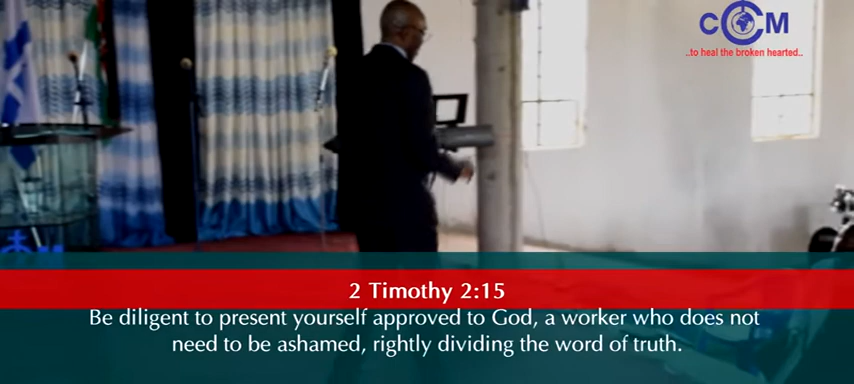 CCM
..to heal the broken hearted..
2 Timothy 2:15
Be diligent to present yourself approved to God, a worker who does not
need to be ashamed, rightly dividing the word of truth.